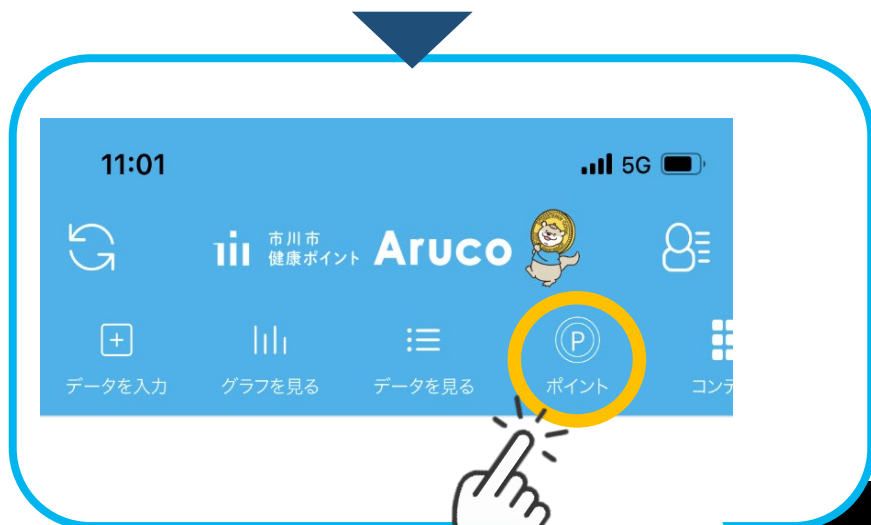 11:01
5G
市川市
健康ポイント
Aruco
P
データを入力
グラフを見る
データを見る
ポイント
コンテ